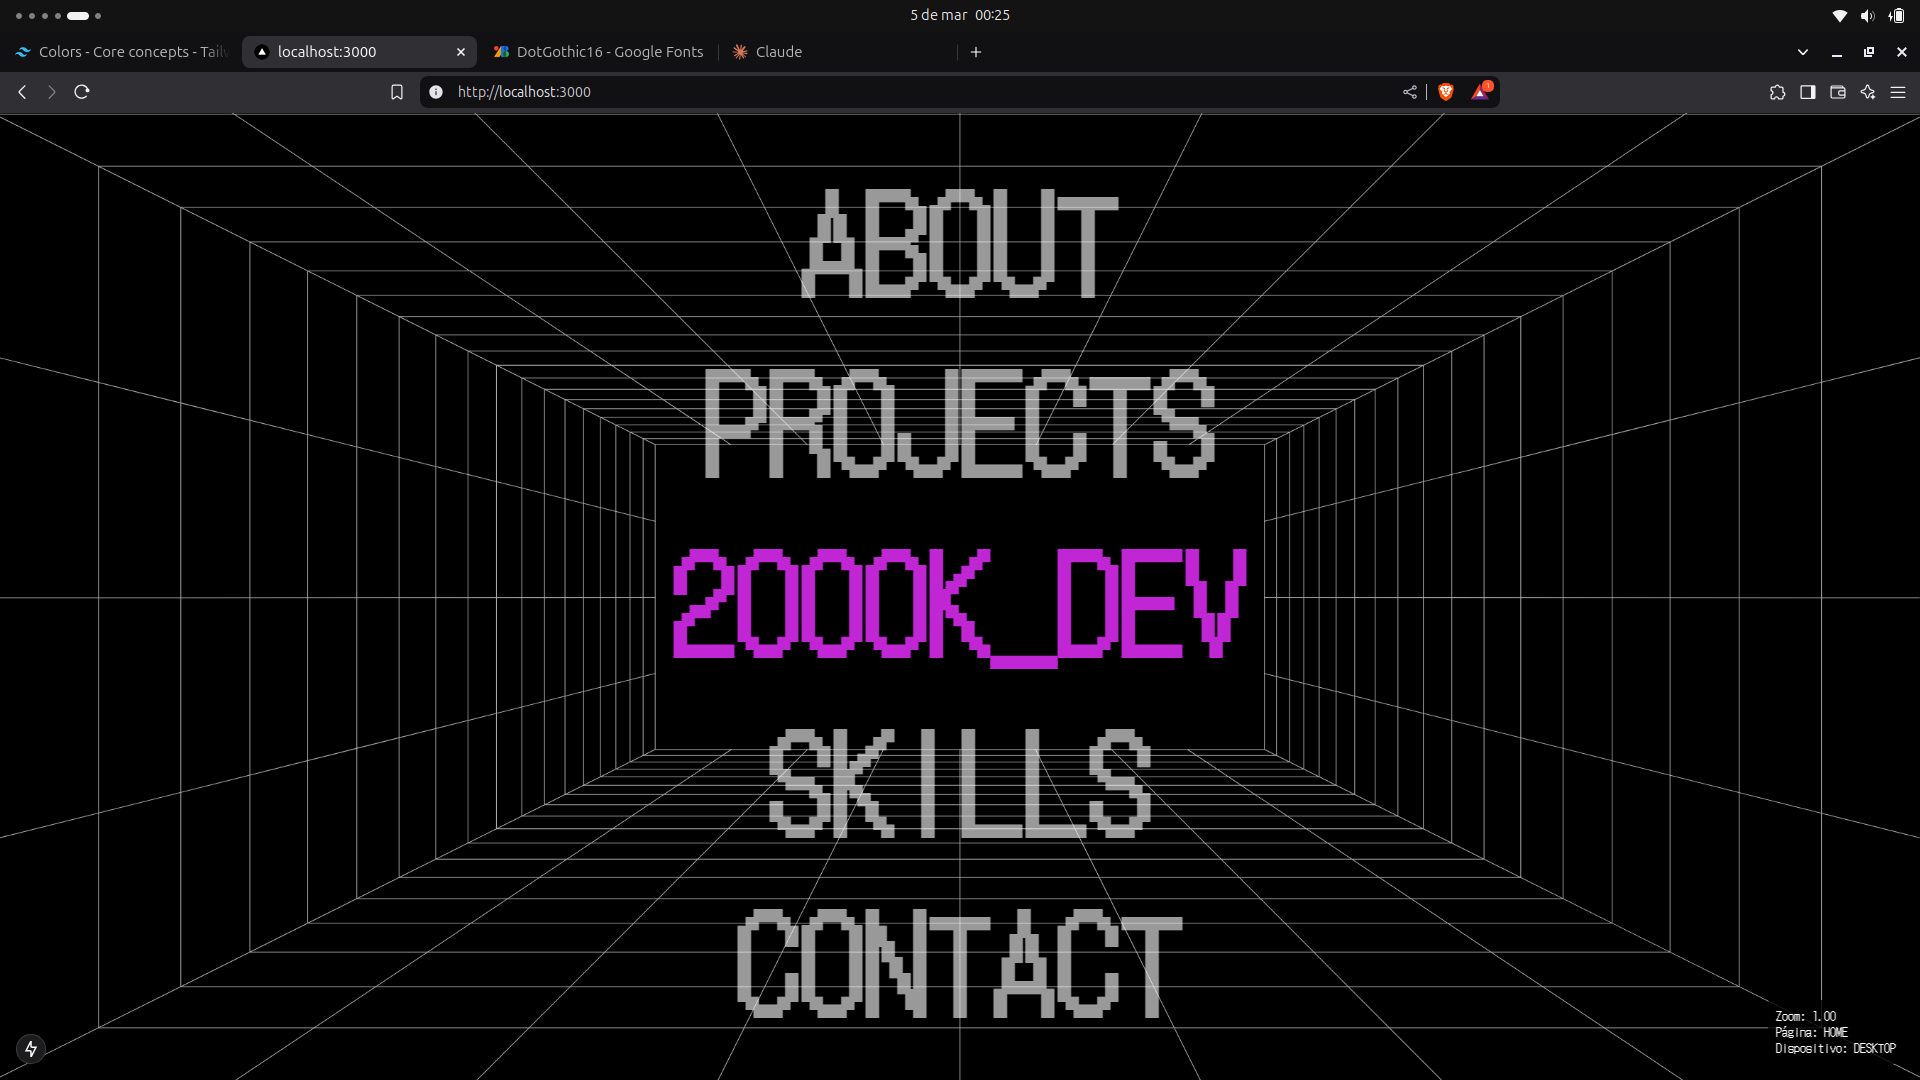 5 de mar 00:25
Colors - Core concepts - Tailw
localhost:3000
DotGothic16 - Google Fonts
Claude
http://localhost:3000
1
ABOUT
PROJECTS
2000K_DEV
SKILLS
CONTACT
Zoom: 1.00
Página: HOME
Dispositivo: DESKTOP